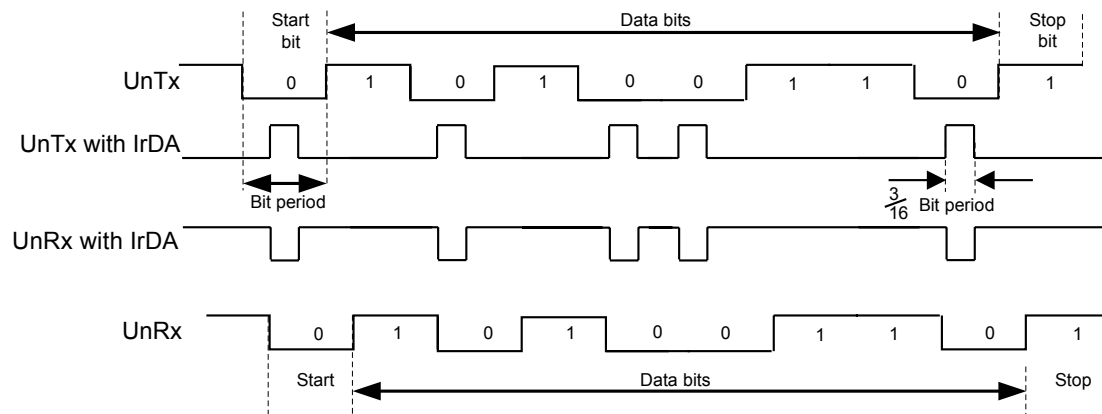 Start
bit
Data bits
Stop
bit
UnTx
0 1 0 1 0 0 1 1 0 1
UnTx with IrDA
Bit period
3/16 Bit period
UnRx with IrDA
UnRx
0 1 0 1 0 0 1 1 0 1
Start
Data bits
Stop